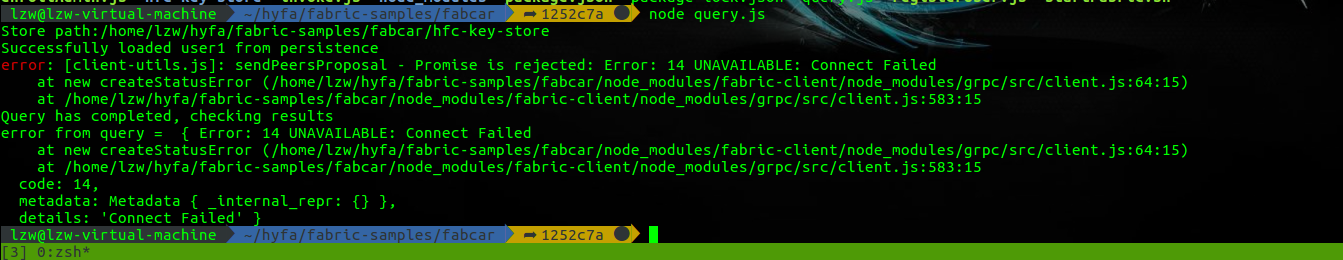 lzw@lzw-virtual-machine ~/hyfa/fabric-samples/fabcar ➦ 1252c7a ● node query.js
Store path:/home/lzw/hyfa/fabric-samples/fabcar/hfc-key-store
Successfully loaded user1 from persistence
error: [client-utils.js]: sendPeersProposal - Promise is rejected: Error: 14 UNAVAILABLE: Connect Failed
    at new createStatusError (/home/lzw/hyfa/fabric-samples/fabcar/node_modules/fabric-client/node_modules/grpc/src/client.js:64:15)
    at /home/lzw/hyfa/fabric-samples/fabcar/node_modules/fabric-client/node_modules/grpc/src/client.js:583:15
Query has completed, checking results
error from query =  { Error: 14 UNAVAILABLE: Connect Failed
    at new createStatusError (/home/lzw/hyfa/fabric-samples/fabcar/node_modules/fabric-client/node_modules/grpc/src/client.js:64:15)
    at /home/lzw/hyfa/fabric-samples/fabcar/node_modules/fabric-client/node_modules/grpc/src/client.js:583:15
  code: 14,
  metadata: Metadata { _internal_repr: {} },
  details: 'Connect Failed' }
lzw@lzw-virtual-machine ~/hyfa/fabric-samples/fabcar ➦ 1252c7a ●
[3] 0:zsh*